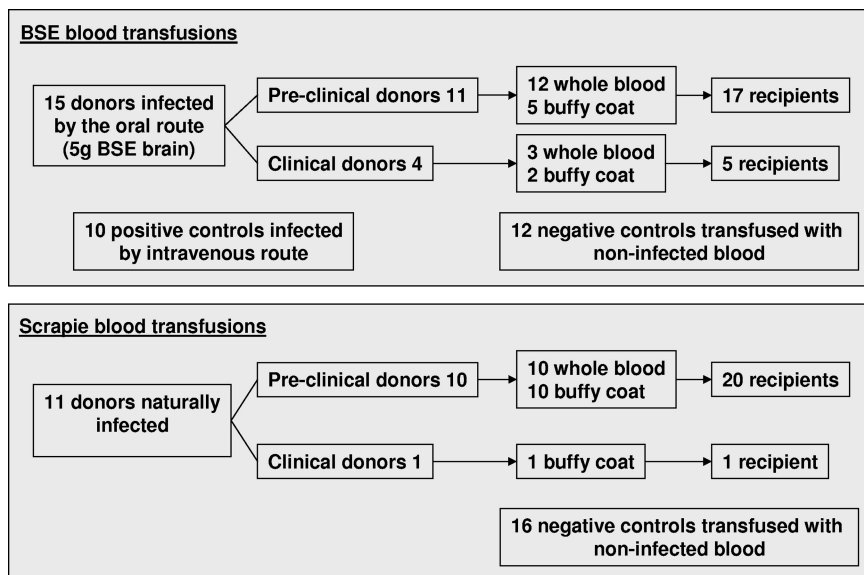 BSE blood transfusions
15 donors infected
by the oral route
(5g BSE brain)
Pre-clinical donors 11
12 whole blood
5 buffy coat
17 recipients
Clinical donors 4
3 whole blood
2 buffy coat
5 recipients
10 positive controls infected
by intravenous route
12 negative controls transfused with
non-infected blood
Scrapie blood transfusions
11 donors naturally
infected
Pre-clinical donors 10
10 whole blood
10 buffy coat
20 recipients
Clinical donors 1
1 buffy coat
1 recipient
16 negative controls transfused with
non-infected blood